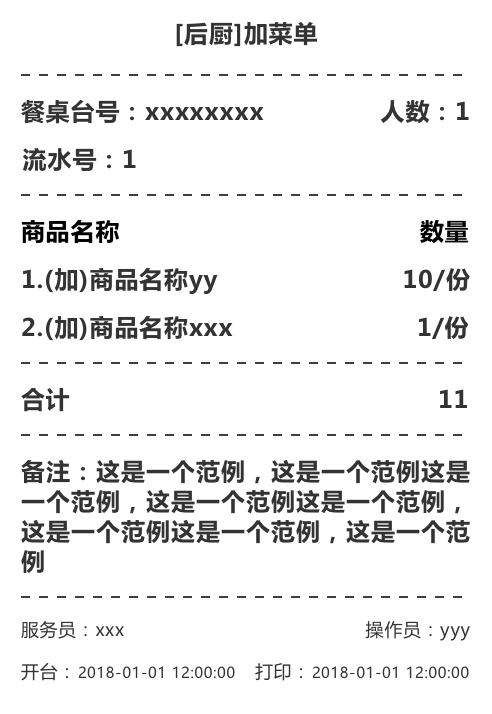 [后厨]加菜单
餐桌台号：xxxxxxxx 人数：1
流水号：1
商品名称 数量
1.(加)商品名称yy 10/份
2.(加)商品名称xxx 1/份
合计 11
备注：这是一个范例，这是一个范例这是
一个范例，这是一个范例这是一个范例，
这是一个范例这是一个范例，这是一个范
例
服务员：xxx 操作员：yyy
开台：2018-01-01 12:00:00 打印：2018-01-01 12:00:00